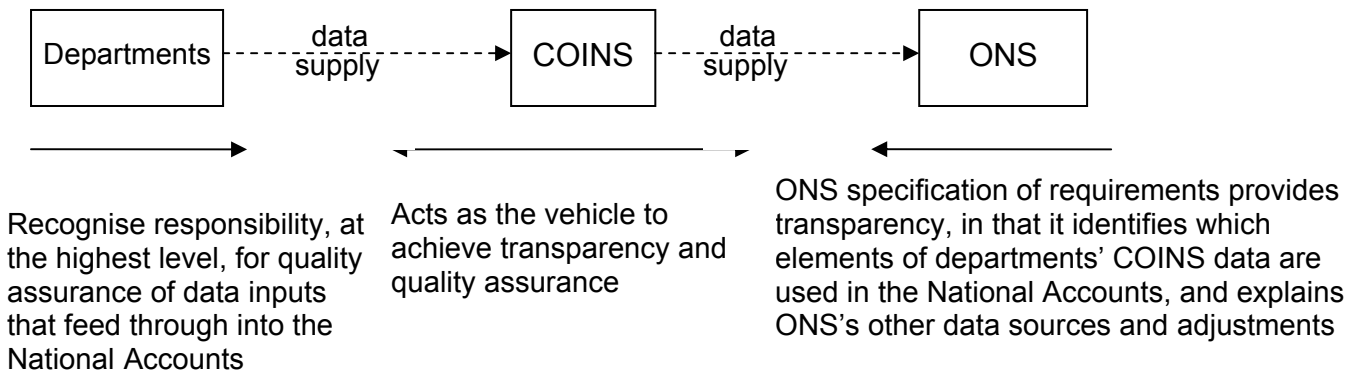 Departments
data
supply
COINS
data
supply
ONS
Recognise responsibility, at
the highest level, for quality
assurance of data inputs
that feed through into the
National Accounts
Acts as the vehicle to
achieve transparency and
quality assurance
ONS specification of requirements provides
transparency, in that it identifies which
elements of departments’ COINS data are
used in the National Accounts, and explains
ONS’s other data sources and adjustments